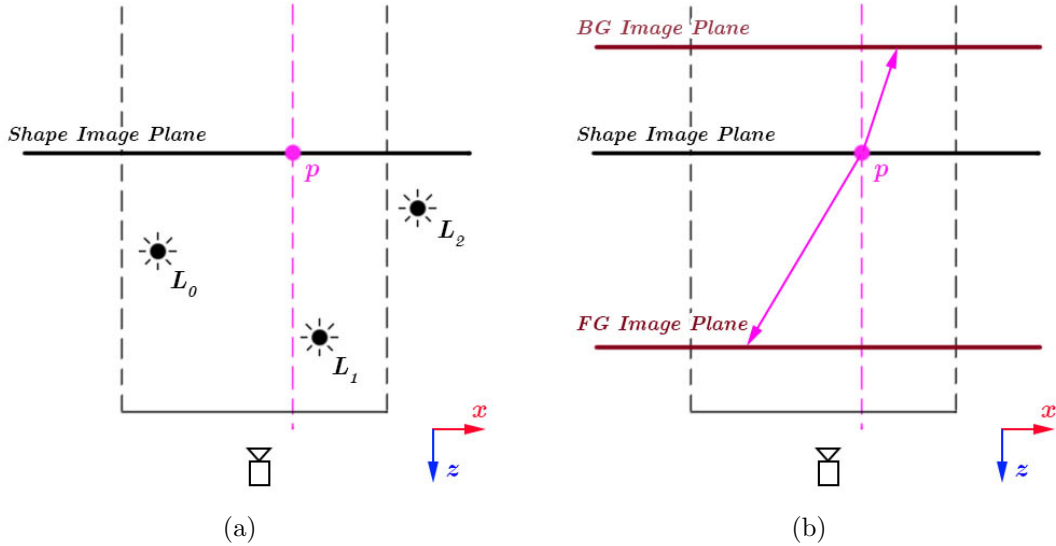 Shape Image Plane
p
L0
L1
L2
x
z
(a)
BG Image Plane
Shape Image Plane
p
FG Image Plane
x
z
(b)